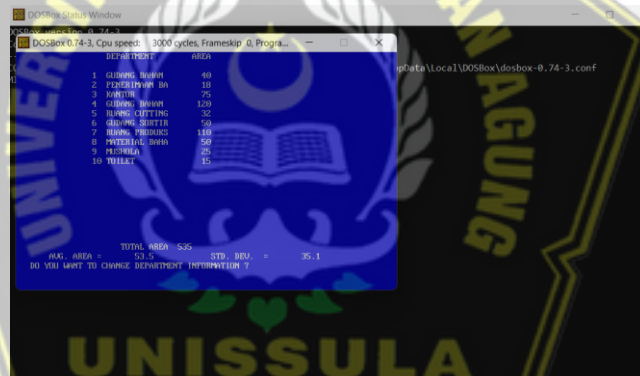 DOSBox Status Window
DOSBox version 0.74-3
DOSBox 0.74-3, Cpu speed: 3000 cycles, Frameskip 0, Progra...
pData\Local\DOSBox\dosbox-0.74-3.conf
DEPARTMENT AREA
1 GUDANG BAHAN 40
2 PENERIMAAN BA 18
3 KANTOR 75
4 GUDANG BAHAN 120
5 RUANG CUTTING 32
6 GUDANG SORTIR 50
7 RUANG PRODUKS 110
8 MATERIAL BAHA 50
9 MUSHOLA 25
10 TOILET 15
TOTAL AREA 535
AVG. AREA = 53.5 STD. DEV. = 35.1
DO YOU WANT TO CHANGE DEPARTMENT INFORMATION ?
UNISSULA
AGUNG